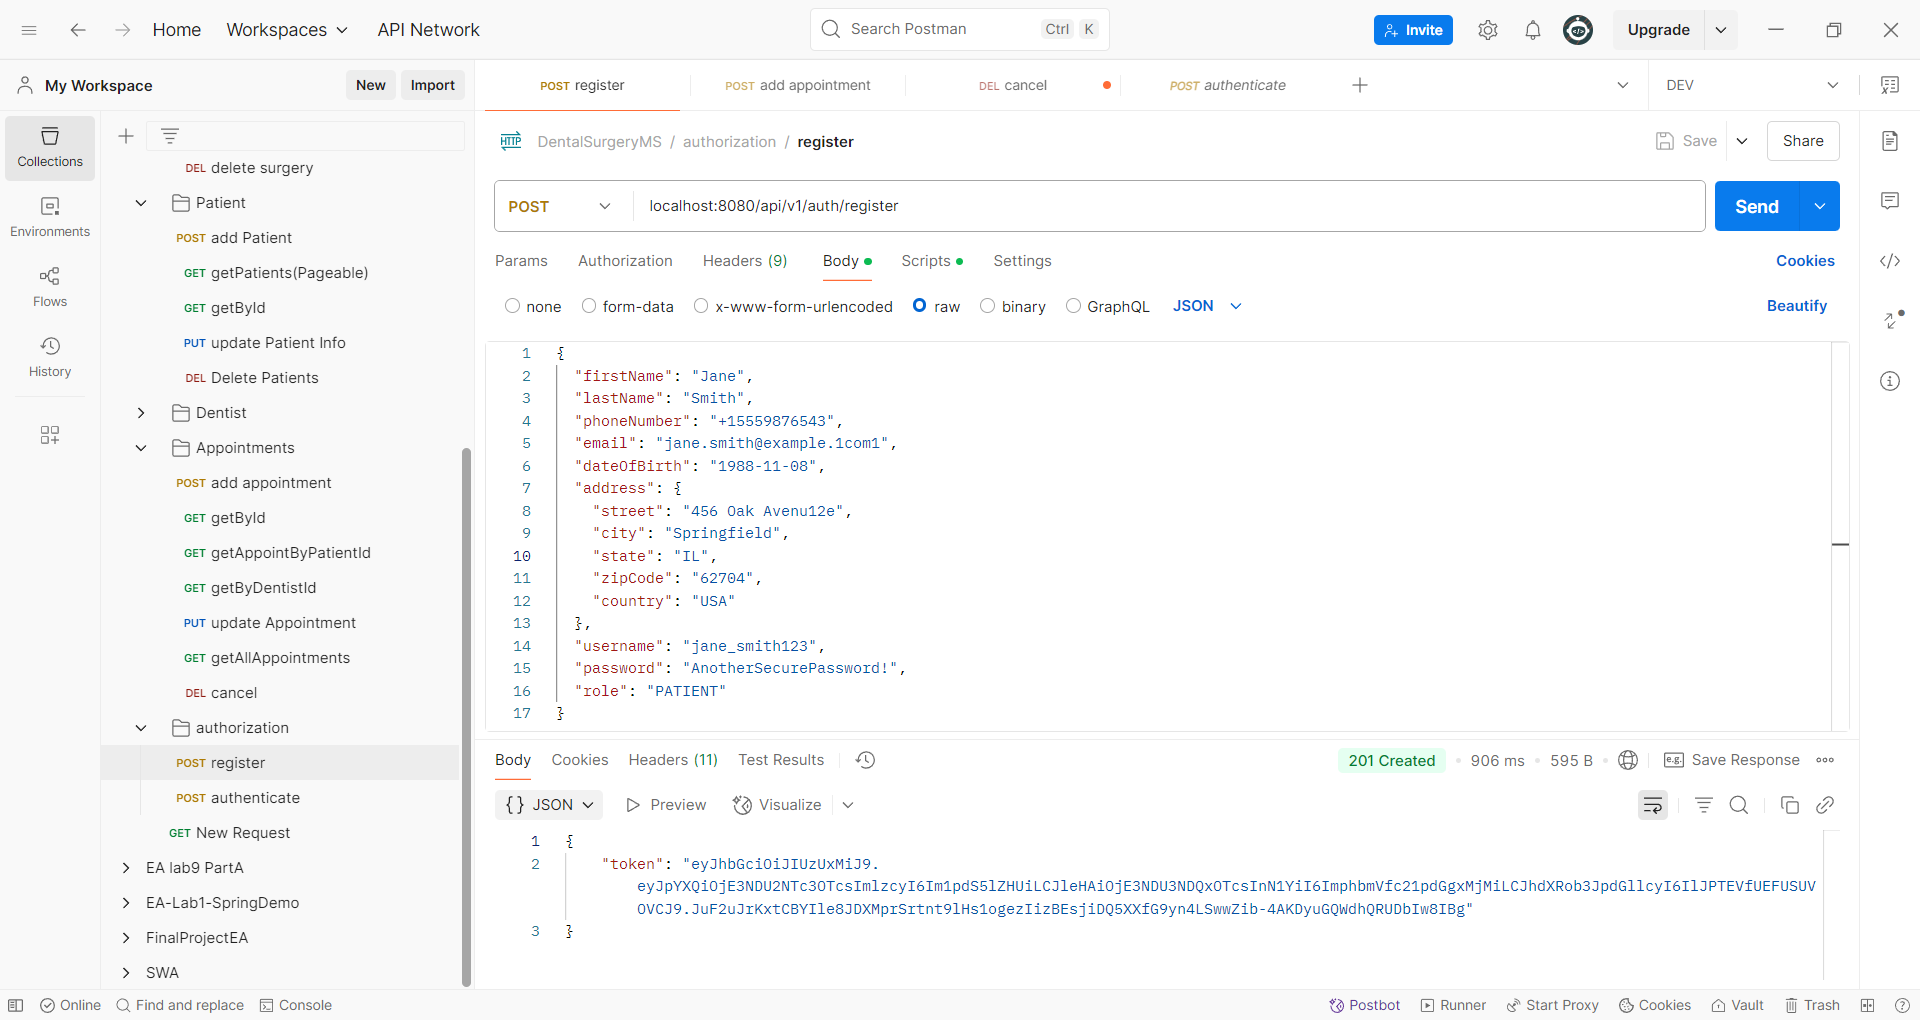 Home
Workspaces
API Network
Search Postman
Ctrl K
Invite
Upgrade
My Workspace
New
Import
POST register
POST add appointment
DEL cancel
POST authenticate
DEV
Collections
Environments
Flows
History
DEL delete surgery
Patient
POST add Patient
GET getPatients(Pageable)
GET getById
PUT update Patient Info
DEL Delete Patients
Dentist
Appointments
POST add appointment
GET getById
GET getAppointByPatientId
GET getByDentistId
PUT update Appointment
GET getAllAppointments
DEL cancel
authorization
POST register
POST authenticate
GET New Request
EA lab9 PartA
EA-Lab1-SpringDemo
FinalProjectEA
SWA
HTTP DentalSurgeryMS / authorization / register
Save
Share
POST
localhost:8080/api/v1/auth/register
Send
Params Authorization Headers (9) Body Scripts Settings
Cookies
none form-data x-www-form-urlencoded raw binary GraphQL JSON
Beautify
1 {
2 "firstName": "Jane",
3 "lastName": "Smith",
4 "phoneNumber": "+15559876543",
5 "email": "jane.smith@example.1com1",
6 "dateOfBirth": "1988-11-08",
7 "address": {
8 "street": "456 Oak Avenu12e",
9 "city": "Springfield",
10 "state": "IL",
11 "zipCode": "62704",
12 "country": "USA"
13 },
14 "username": "jane_smith123",
15 "password": "AnotherSecurePassword!",
16 "role": "PATIENT"
17 }
Body Cookies Headers (11) Test Results
201 Created • 906 ms • 595 B
e.g. Save Response
{} JSON
Preview
Visualize
1 {
2 "token": "eyJhbGciOiJIUzUxMiJ9.
eyJpYXQiOjE3NDU2NTc3OTcsImlzcyI6Im1pdS5lZHUiLCJleHAiOjE3NDU3NDQxOTcsInN1YiI6ImphbmVfc21pdGgxMjMiLCJhdXRob3JpdGllcyI6IlJPTEVfUEFUSUV
OVCJ9.JuF2uJrKxtCBYIle8JDXMprSrtnt9lHs1ogezIizBEsjiDQ5XXfG9yn4LSwwZib-4AKDyuGQWdhQRUDbIw8IBg"
3 }
Online
Find and replace
Console
Postbot
Runner
Start Proxy
Cookies
Vault
Trash